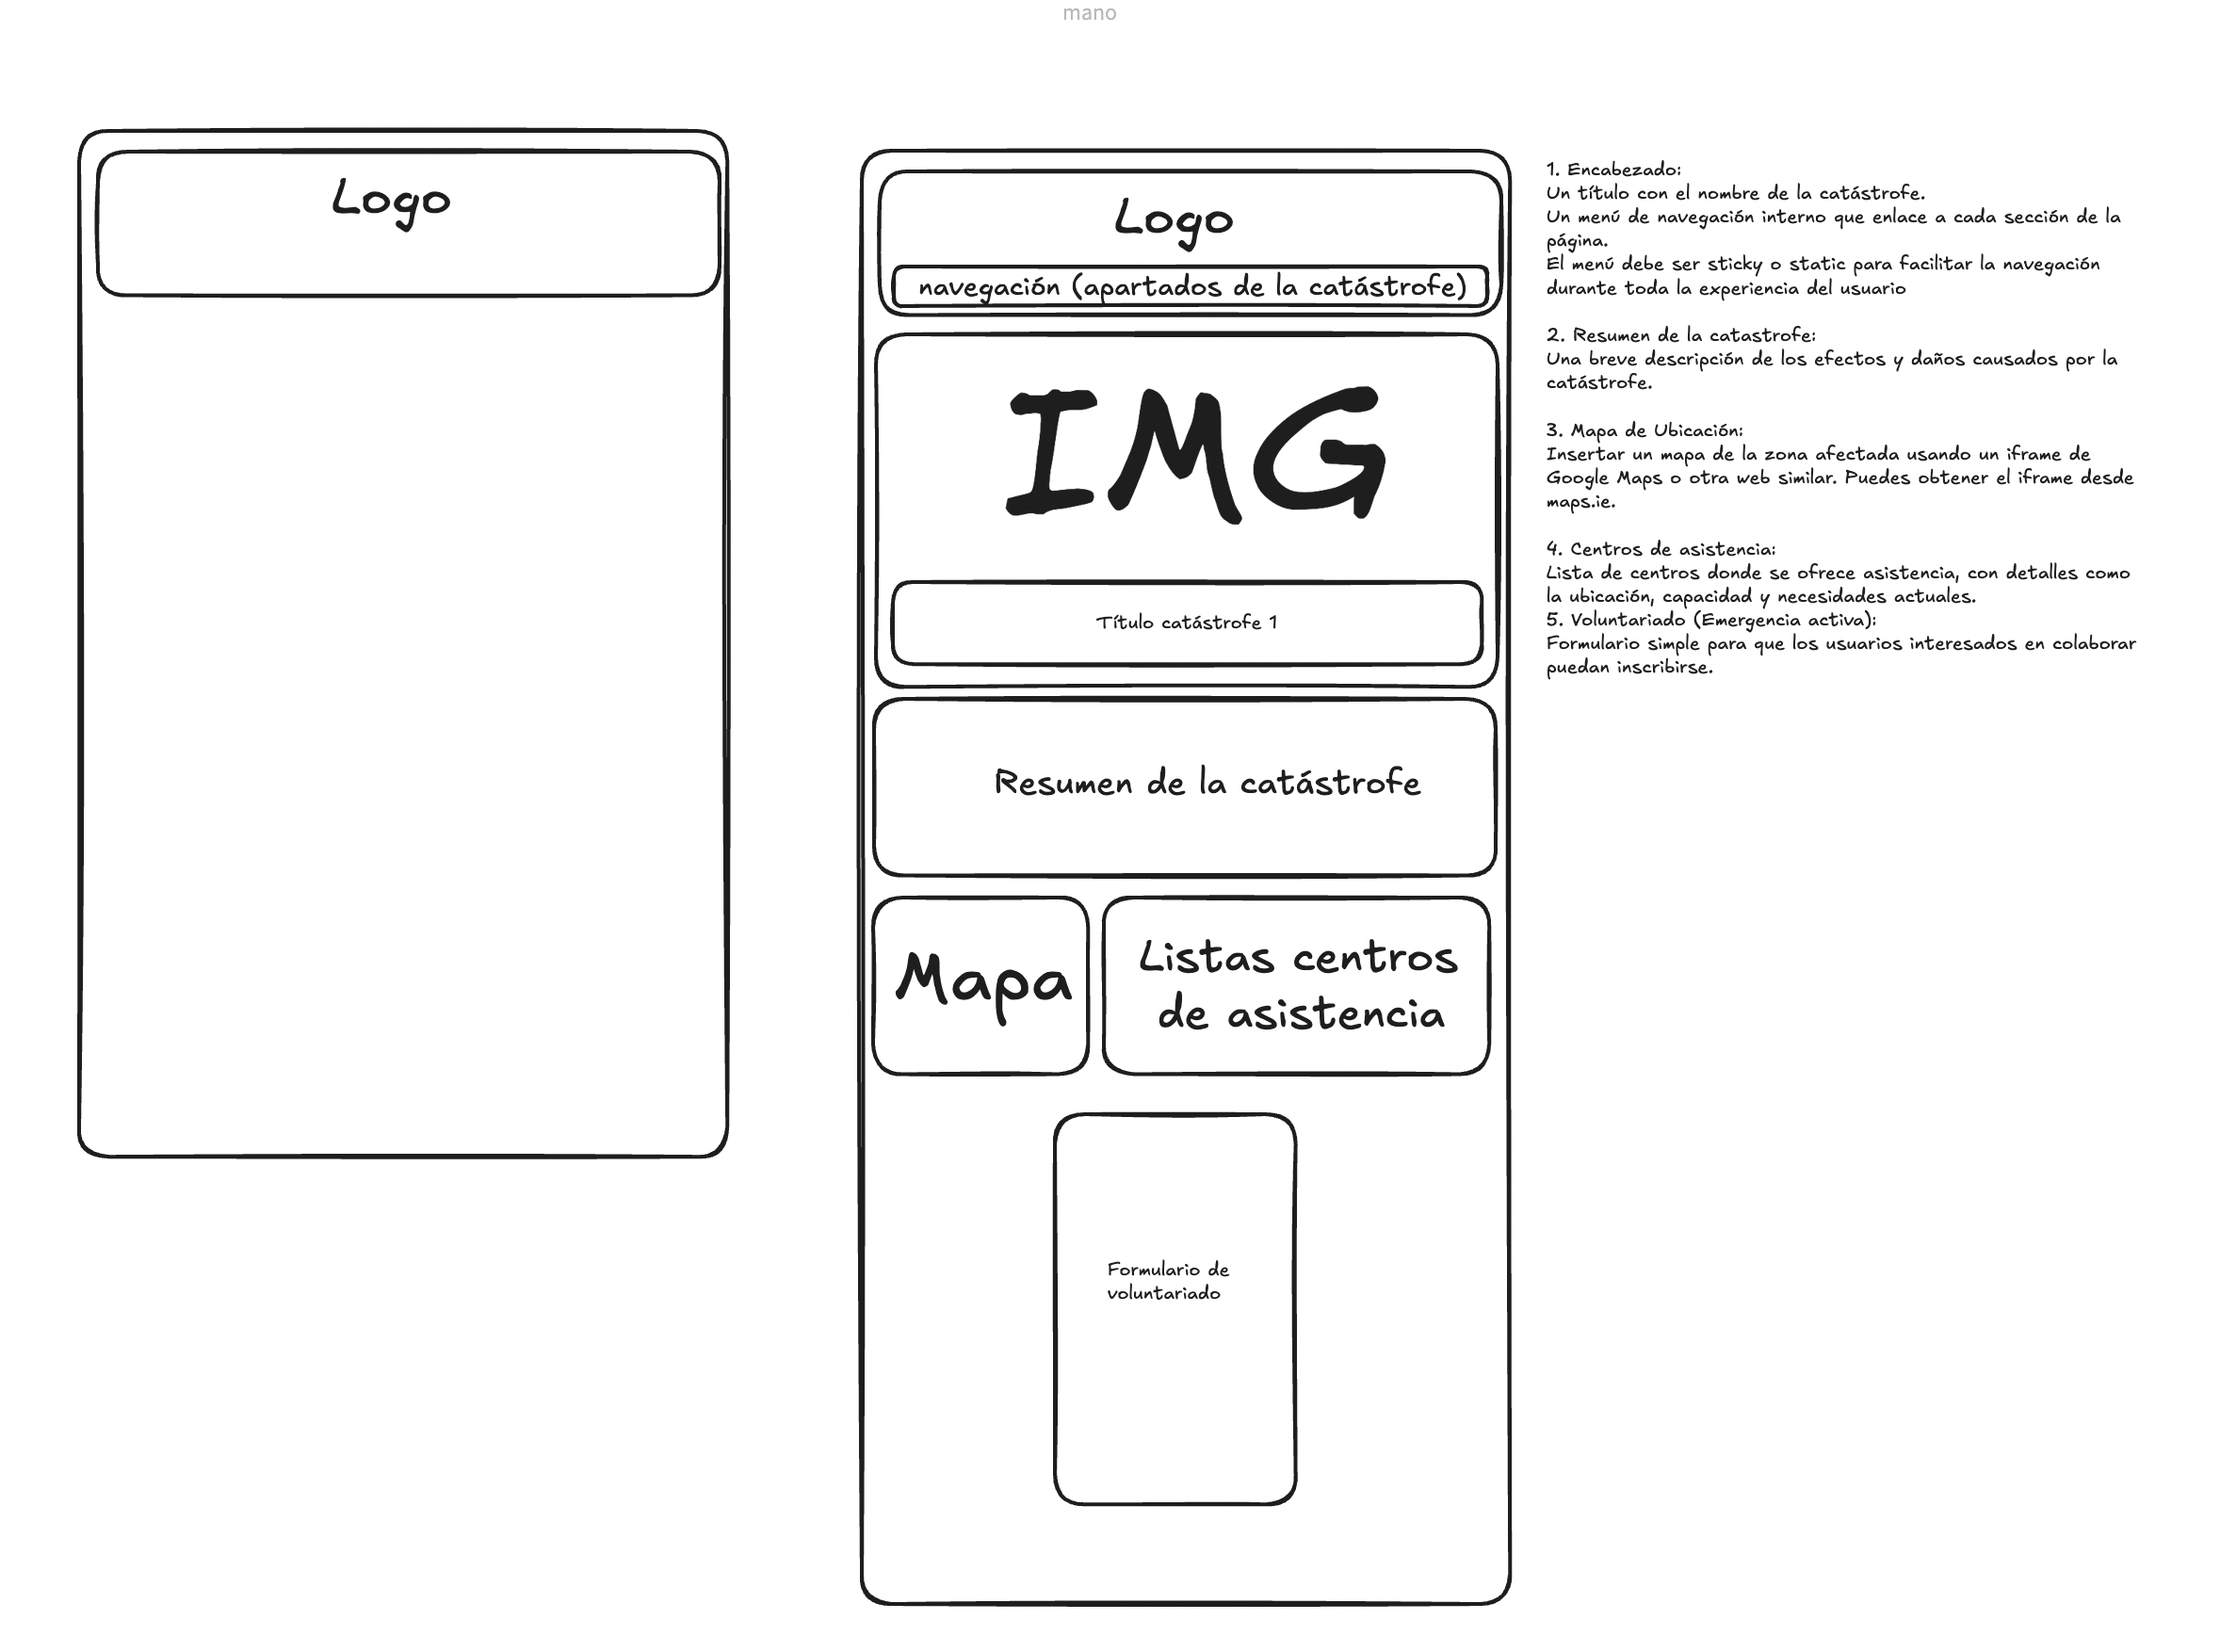 mano
Logo
Logo
navegación (apartados de la catástrofe)
IMG
Título catástrofe 1
Resumen de la catástrofe
Mapa
Listas centros
de asistencia
Formulario de
voluntariado
1. Encabezado:
Un título con el nombre de la catástrofe.
Un menú de navegación interno que enlace a cada sección de la
página.
El menú debe ser sticky o static para facilitar la navegación
durante toda la experiencia del usuario
2. Resumen de la catastrofe:
Una breve descripción de los efectos y daños causados por la
catástrofe.
3. Mapa de Ubicación:
Insertar un mapa de la zona afectada usando un iframe de
Google Maps o otra web similar. Puedes obtener el iframe desde
maps.ie.
4. Centros de asistencia:
Lista de centros donde se ofrece asistencia, con detalles como
la ubicación, capacidad y necesidades actuales.
5. Voluntariado (Emergencia activa):
Formulario simple para que los usuarios interesados en colaborar
puedan inscribirse.